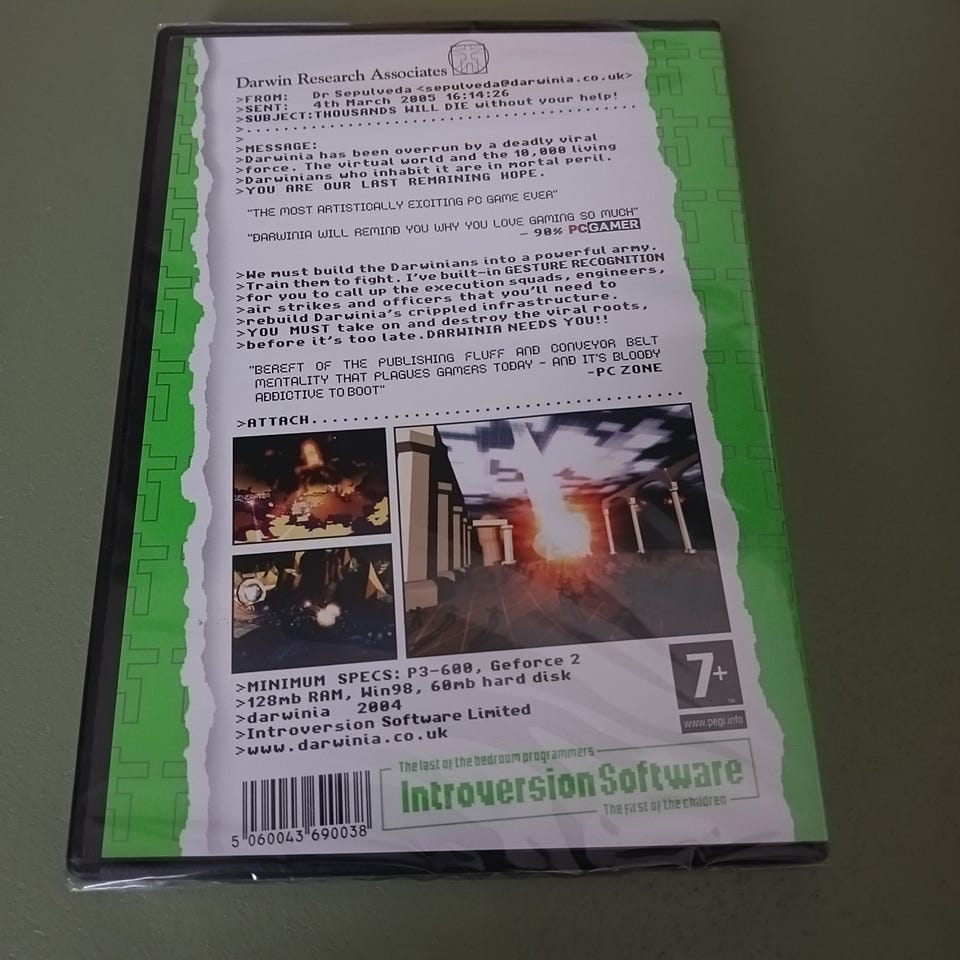 Darwin Research Associates
>FROM: Dr Sepulveda <sepulveda@darwinia.co.uk>
>SENT: 4th March 2005 16:14:26
>SUBJECT:THOUSANDS WILL DIE without your help!
>..........................................
>
>MESSAGE:
>Darwinia has been overrun by a deadly viral
>force. The virtual world and the 10,000 living
>Darwinians who inhabit it are in mortal peril.
>YOU ARE OUR LAST REMAINING HOPE.
"THE MOST ARTISTICALLY EXCITING PC GAME EVER"
"DARWINIA WILL REMIND YOU WHY YOU LOVE GAMING SO MUCH"
- 90% PCGAMER
>We must build the Darwinians into a powerful army.
>Train them to fight. I've built-in GESTURE RECOGNITION
>for you to call up the execution squads, engineers,
>air strikes and officers that you'll need to
>rebuild Darwinia's crippled infrastructure.
>YOU MUST take on and destroy the viral roots,
>before it's too late. DARWINIA NEEDS YOU!!
"BEREFT OF THE PUBLISHING FLUFF AND CONVEYOR BELT
MENTALITY THAT PLAGUES GAMERS TODAY - AND IT'S BLOODY
ADDICTIVE TO BOOT"
-PC ZONE
>ATTACH....................................
GENERATOR
>MINIMUM SPECS: P3-600, Geforce 2
>128mb RAM, Win98, 60mb hard disk
>darwinia 2004
>Introversion Software Limited
>www.darwinia.co.uk
7+
™
www.pegi.info
The last of the bedroom programmers
Introversion Software
The first of the children
5 060043 690038